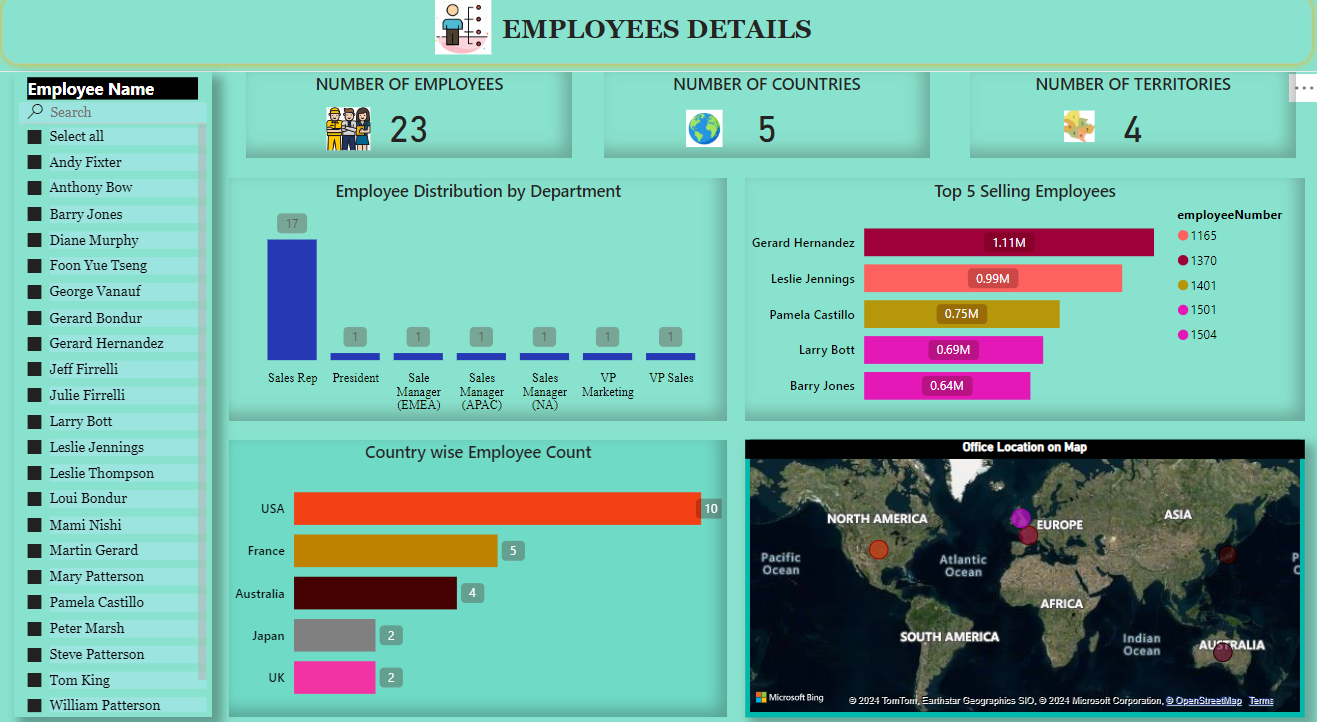 EMPLOYEES DETAILS
Employee Name
Search
Select all
Andy Fixter
Anthony Bow
Barry Jones
Diane Murphy
Foon Yue Tseng
George Vanauf
Gerard Bondur
Gerard Hernandez
Jeff Firrelli
Julie Firrelli
Larry Bott
Leslie Jennings
Leslie Thompson
Loui Bondur
Mami Nishi
Martin Gerard
Mary Patterson
Pamela Castillo
Peter Marsh
Steve Patterson
Tom King
William Patterson
NUMBER OF EMPLOYEES
23
NUMBER OF COUNTRIES
5
NUMBER OF TERRITORIES
4
Employee Distribution by Department
17
1
1
1
1
1
1
Sales Rep
President
Sale
Manager
(EMEA)
Sales
Manager
(APAC)
Sales
Manager
(NA)
VP
Marketing
VP Sales
Top 5 Selling Employees
Gerard Hernandez 1.11M
Leslie Jennings 0.99M
Pamela Castillo 0.75M
Larry Bott 0.69M
Barry Jones 0.64M
employeeNumber
1165
1370
1401
1501
1504
Country wise Employee Count
USA 10
France 5
Australia 4
Japan 2
UK 2
Office Location on Map
NORTH AMERICA
EUROPE
ASIA
Pacific
Ocean
Atlantic
Ocean
P
C
AFRICA
SOUTH AMERICA
Indian
Ocean
AUSTRALIA
Microsoft Bing
© 2024 TomTom, Earthstar Geographics SIO, © 2024 Microsoft Corporation, © OpenStreetMap Terms